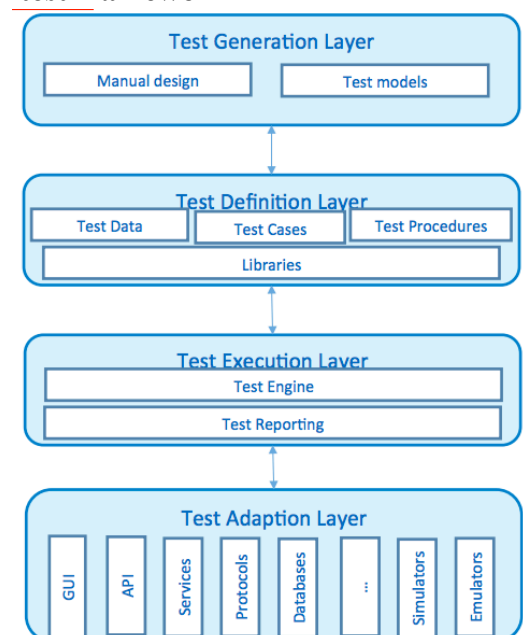 Test Generation Layer
Manual design
Test models
Test Definition Layer
Test Data
Test Cases
Test Procedures
Libraries
Test Execution Layer
Test Engine
Test Reporting
Test Adaption Layer
GUI
API
Services
Protocols
Databases
...
Simulators
Emulators